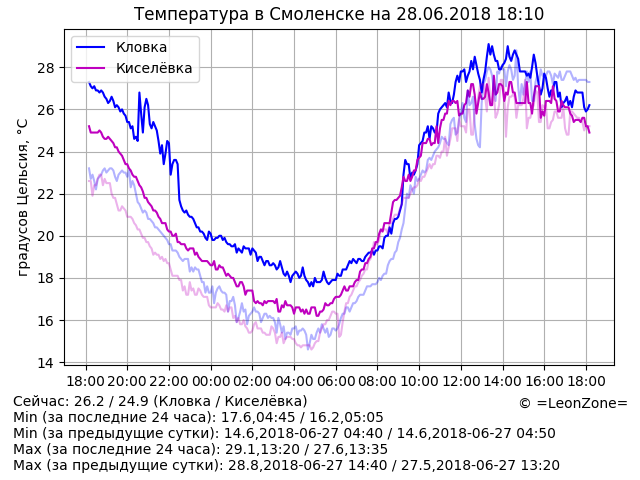 Температура в Смоленске на 28.06.2018 18:10
Кловка
Киселёвка
градусов Цельсия, °C
28
26
24
22
20
18
16
14
18:00 20:00 22:00 00:00 02:00 04:00 06:00 08:00 10:00 12:00 14:00 16:00 18:00
Сейчас: 26.2 / 24.9 (Кловка / Киселёвка)
© =LeonZone=
Min (за последние 24 часа): 17.6,04:45 / 16.2,05:05
Min (за предыдущие сутки): 14.6,2018-06-27 04:40 / 14.6,2018-06-27 04:50
Max (за последние 24 часа): 29.1,13:20 / 27.6,13:35
Max (за предыдущие сутки): 28.8,2018-06-27 14:40 / 27.5,2018-06-27 13:20